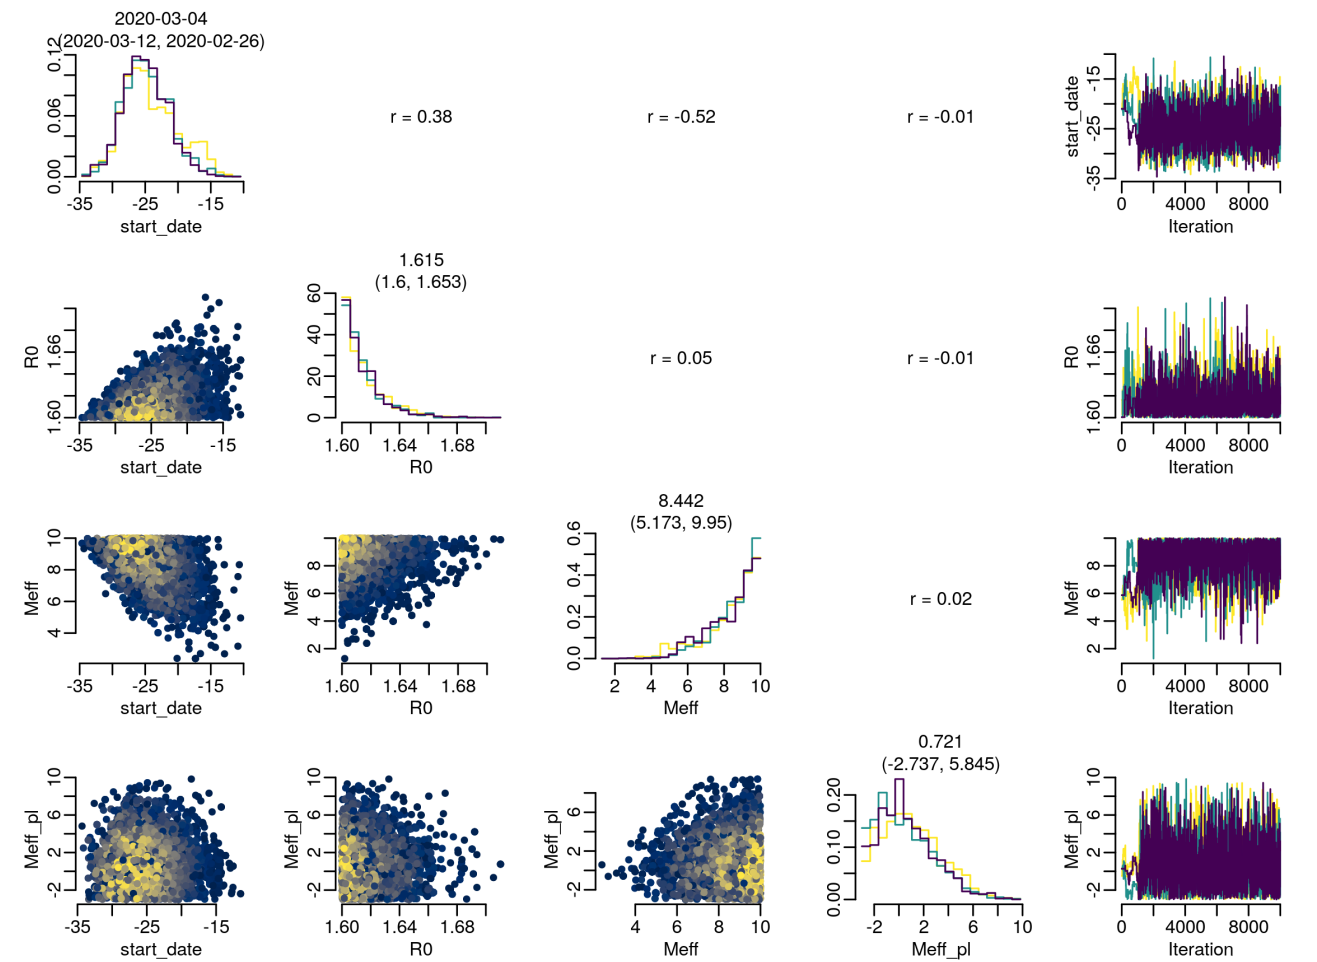 2020-03-04
(2020-03-12, 2020-02-26)
0.00 0.06 0.12
-35 -25 -15
start_date
r = 0.38
r = -0.52
r = -0.01
start_date
-35 -25 -15
0 4000 8000
Iteration
R0
1.60 1.66
-35 -25 -15
start_date
1.615
(1.6, 1.653)
0 20 40 60
1.60 1.64 1.68
R0
r = 0.05
r = -0.01
R0
1.60 1.66
0 4000 8000
Iteration
Meff
4 6 8 10
-35 -25 -15
start_date
Meff
2 4 6 8
1.60 1.64 1.68
R0
8.442
(5.173, 9.95)
0.0 0.2 0.4 0.6
2 4 6 8 10
Meff
r = 0.02
Meff
2 4 6 8
0 4000 8000
Iteration
Meff_pl
-2 2 6 10
-35 -25 -15
start_date
Meff_pl
-2 2 6 10
1.60 1.64 1.68
R0
Meff_pl
-2 2 6
4 6 8 10
Meff
0.721
(-2.737, 5.845)
0.00 0.10 0.20
-2 2 6 10
Meff_pl
Meff_pl
-2 2 6 10
0 4000 8000
Iteration